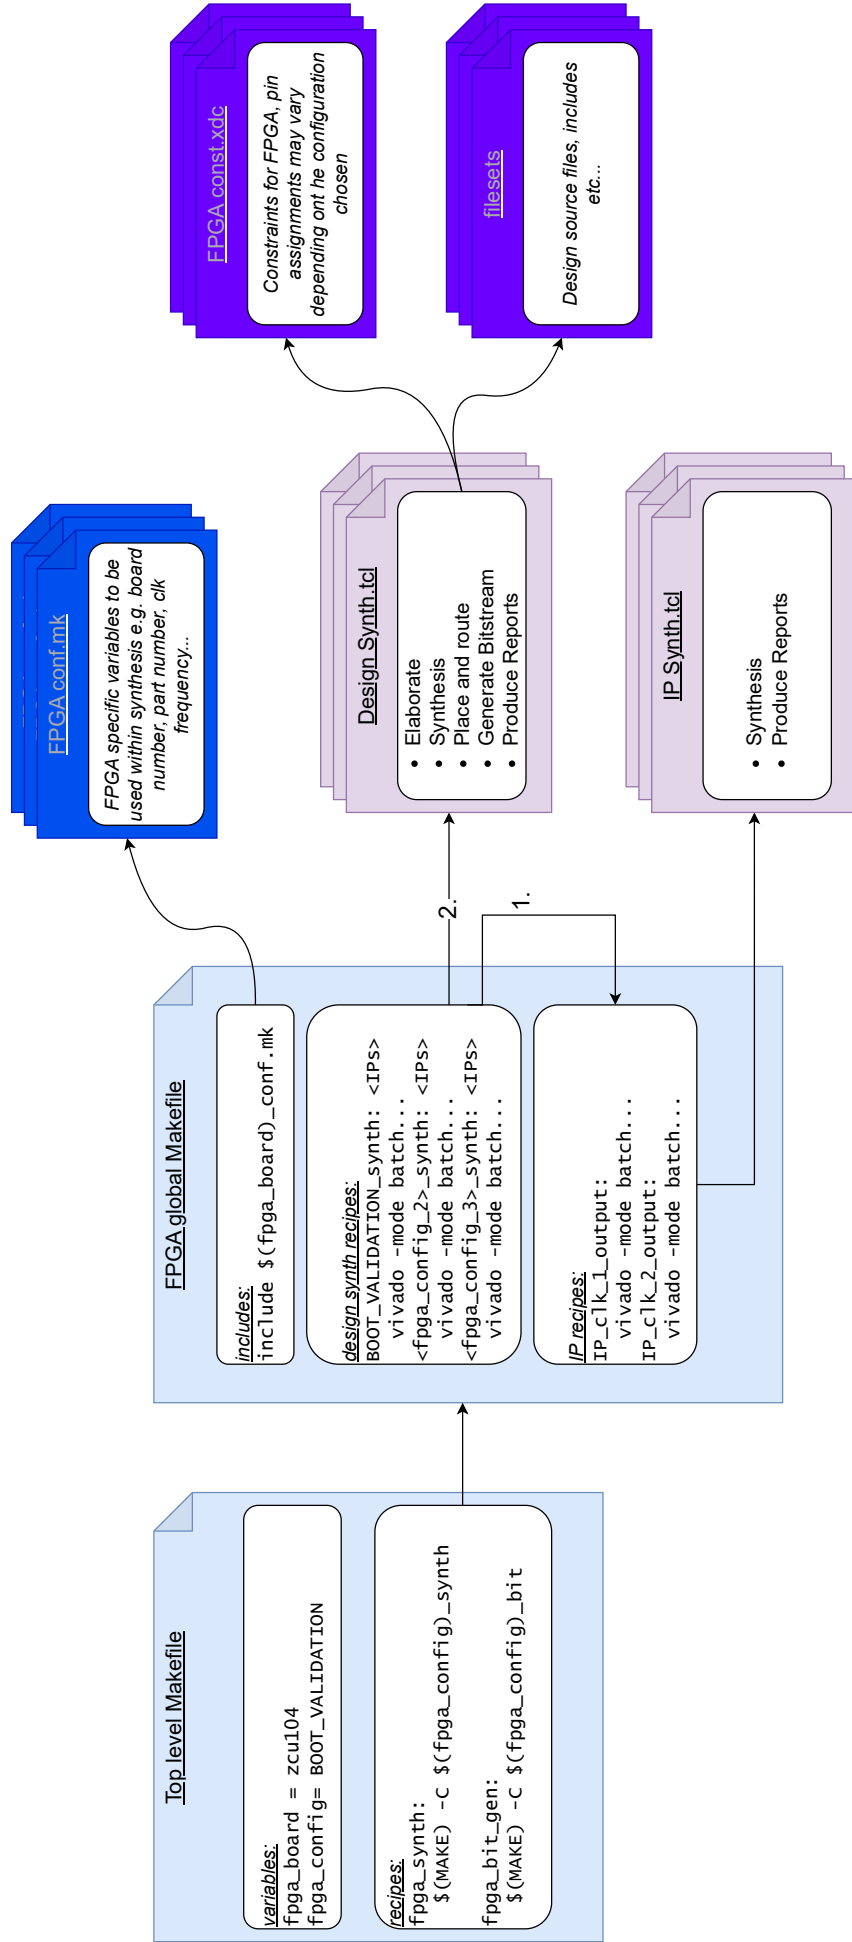 Top level Makefile
variables:
fpga_board = zcu104
fpga_config= BOOT_VALIDATION
recipes:
fpga_synth:
$(MAKE) -C $(fpga_config)_synth
fpga_bit_gen:
$(MAKE) -C $(fpga_config)_bit
FPGA global Makefile
includes:
include $(fpga_board)_conf.mk
design synth recipes:
BOOT_VALIDATION_synth: <IPs>
vivado -mode batch...
<fpga_config_2>_synth: <IPs>
vivado -mode batch...
<fpga_config_3>_synth: <IPs>
vivado -mode batch...
IP recipes:
IP_clk_1_output:
vivado -mode batch...
IP_clk_2_output:
vivado -mode batch...
2.
1.
FPGA conf.mk
FPGA specific variables to be
used within synthesis e.g. board
number, part number, clk
frequency...
Design Synth.tcl
• Elaborate
• Synthesis
• Place and route
• Generate Bitstream
• Produce Reports
IP Synth.tcl
• Synthesis
• Produce Reports
FPGA const.xdc
Constraints for FPGA, pin
assignments may vary
depending ont he configuration
chosen
filesets
Design source files, includes
etc...